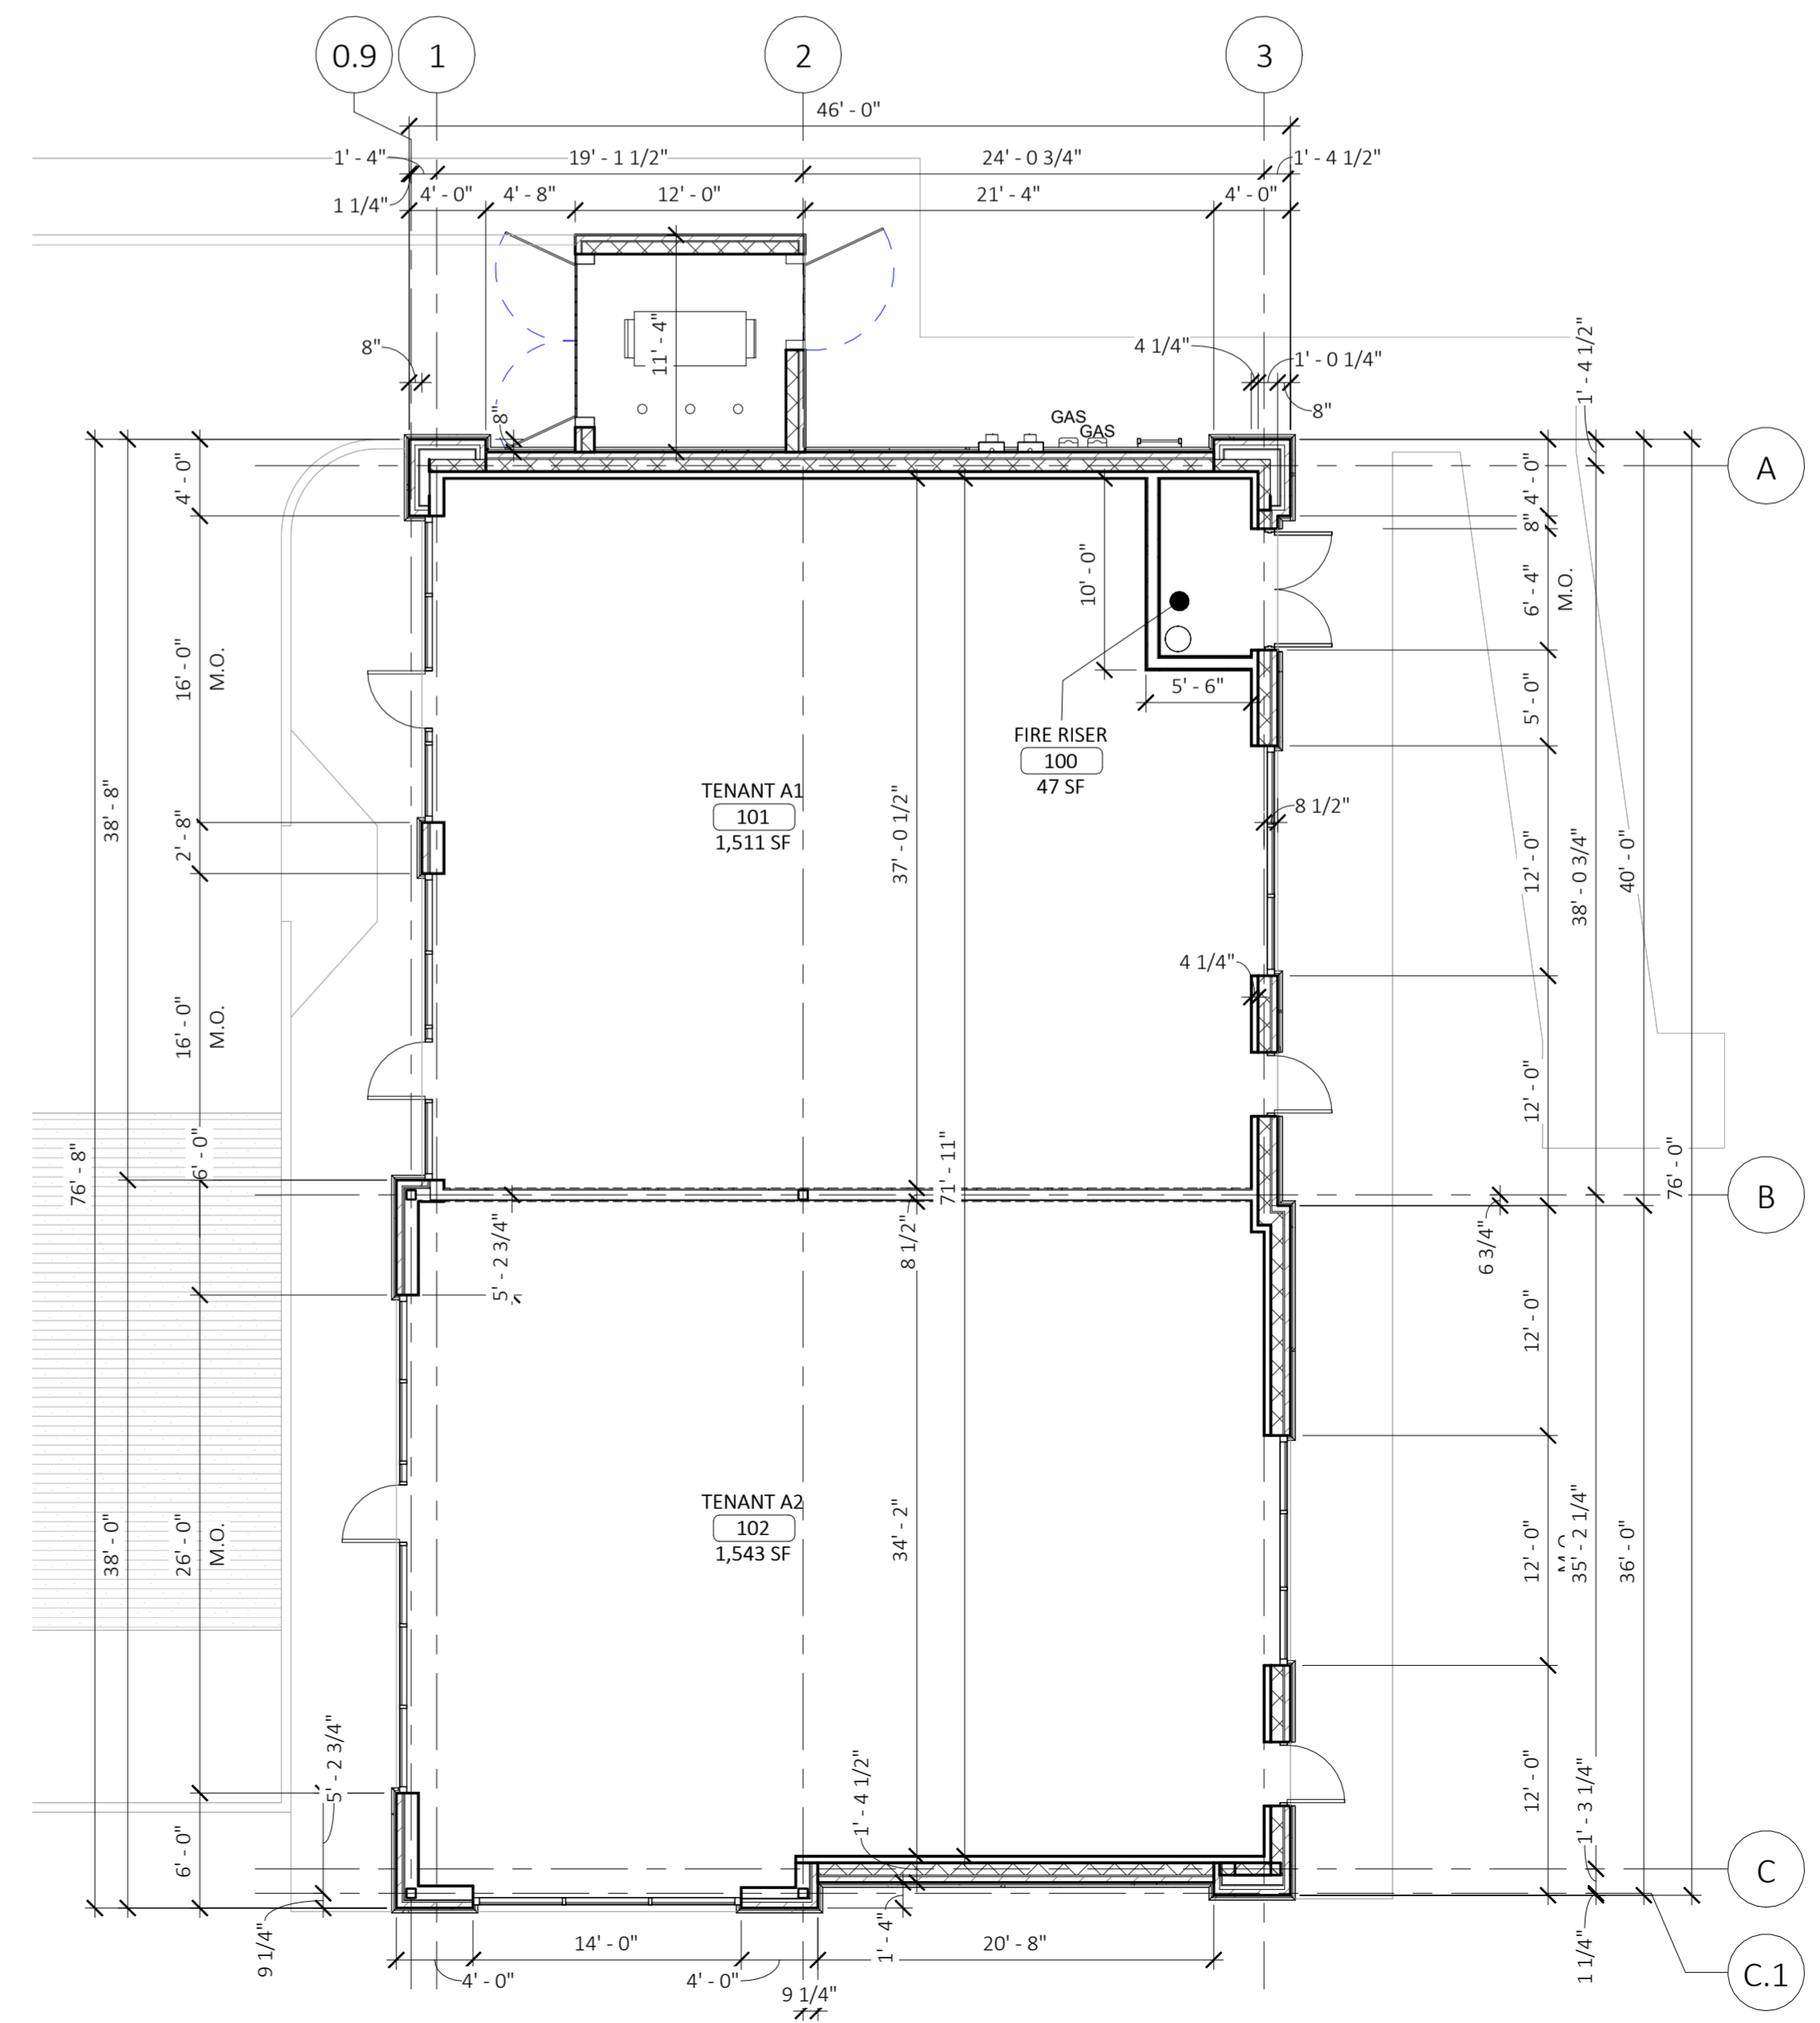 0.9 1 2 3
46' - 0"
1' - 4" 19' - 1 1/2" 24' - 0 3/4" 1' - 4 1/2"
1 1/4" 4' - 0" 4' - 8" 12' - 0" 21' - 4" 4' - 0"
8" 11' - 4" 4 1/4" 1' - 0 1/4" 1' - 4 1/2"
8"
8"
GAS
GAS
A
4' - 0" 4' - 0"
8"
10' - 0" 6' - 4" M.O.
16' - 0" M.O.
5' - 6" 5' - 0"
FIRE RISER
100
47 SF
TENANT A1
101
1,511 SF
38' - 8" 2' - 8" 37' - 0 1/2" 8 1/2" 12' - 0" 38' - 0 3/4" 40' - 0"
4 1/4"
16' - 0" M.O. 12' - 0"
76' - 8" 6' - 0" 71' - 11" 76' - 0"
B
5' - 2 3/4" 8 1/2" 6 3/4"
12' - 0"
TENANT A2
102
1,543 SF
38' - 0" 26' - 0" M.O. 34' - 2" 12' - 0" 35' - 2 1/4" 36' - 0"
5' - 2 3/4" 1' - 4 1/2" 12' - 0" 1' - 3 1/4"
6' - 0"
C
9 1/4" 14' - 0" 1' - 4" 20' - 8" 1 1/4"
4' - 0" 4' - 0"
9 1/4"
C.1